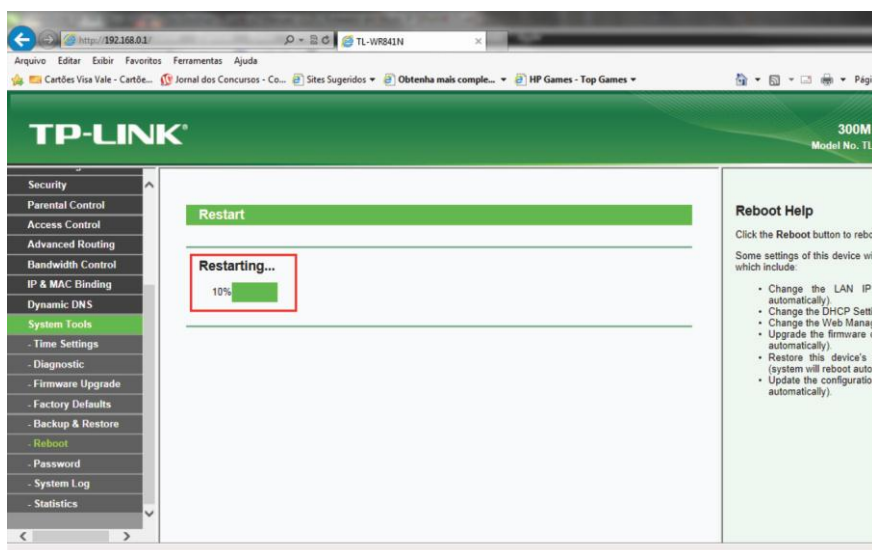 http://192.168.0.1/
TL-WR841N
Arquivo Editar Exibir Favoritos Ferramentas Ajuda
Cartões Visa Vale - Cartõe... Jornal dos Concursos - Co... Sites Sugeridos Obtenha mais comple... HP Games - Top Games Pági
TP-LINK®
300M
Model No. TL
Security
Parental Control
Access Control
Advanced Routing
Bandwidth Control
IP & MAC Binding
Dynamic DNS
System Tools
- Time Settings
- Diagnostic
- Firmware Upgrade
- Factory Defaults
- Backup & Restore
- Reboot
- Password
- System Log
- Statistics
Restart
Restarting...
10%
Reboot Help
Click the Reboot button to rebo
Some settings of this device wi
which include:
• Change the LAN IP
automatically).
• Change the DHCP Setti
• Change the Web Manag
• Upgrade the firmware
automatically).
• Restore this device's
(system will reboot auto
• Update the configuratio
automatically).